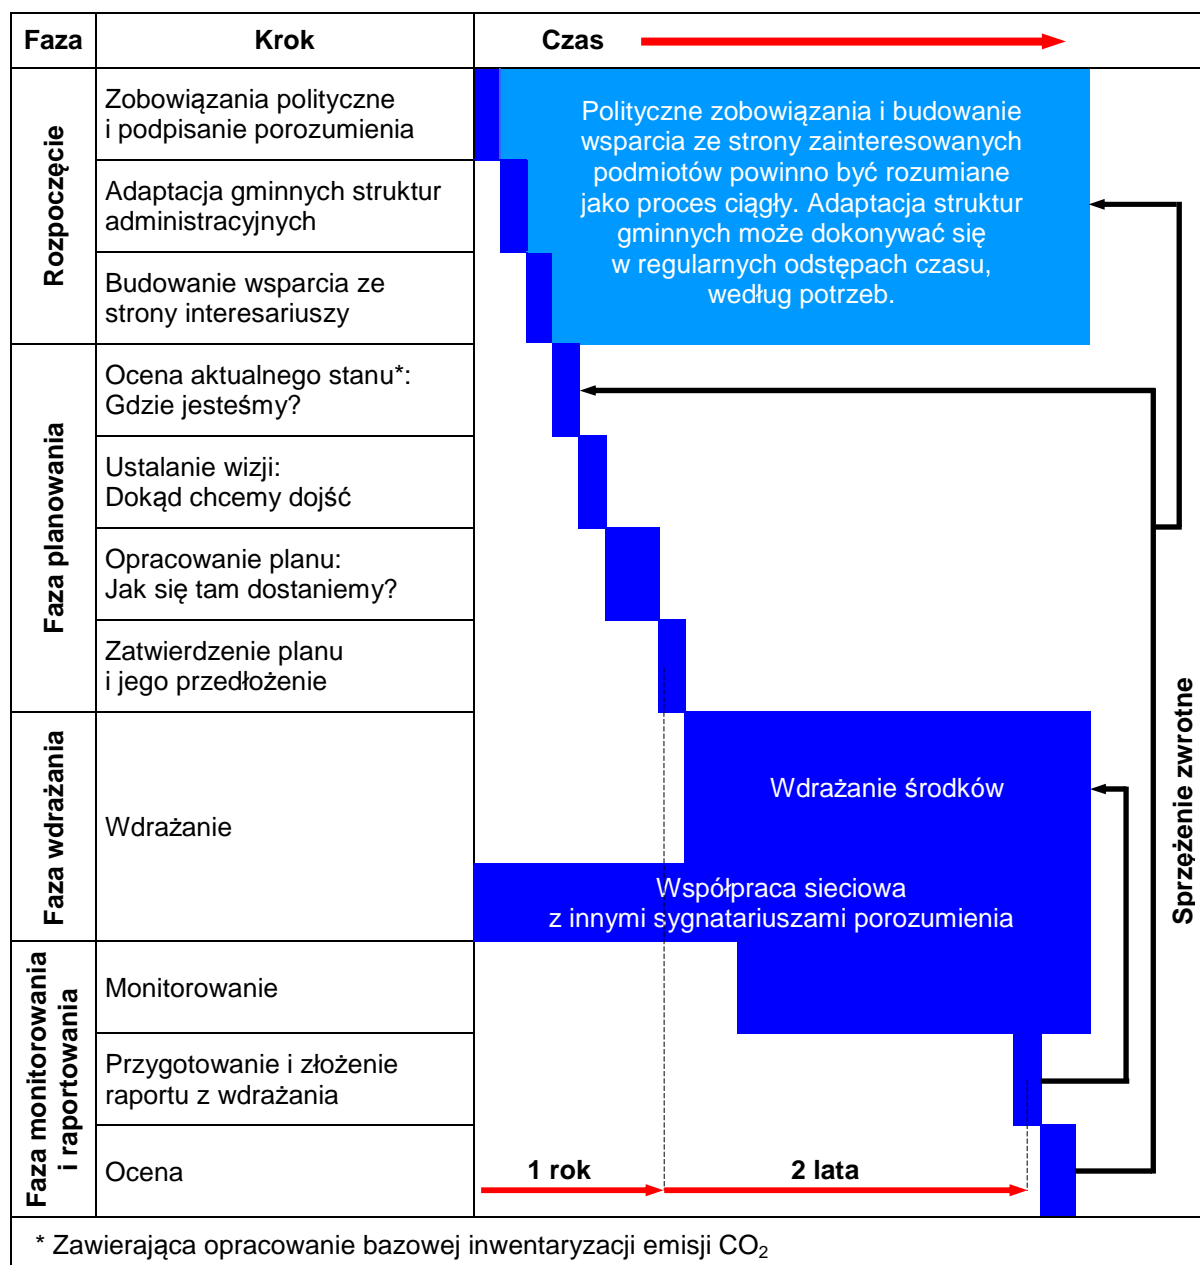 Faza
Krok
Czas
Rozpoczęcie
Zobowiązania polityczne
i podpisanie porozumienia
Adaptacja gminnych struktur
administracyjnych
Budowanie wsparcia ze
strony interesariuszy
Polityczne zobowiązania i budowanie
wsparcia ze strony zainteresowanych
podmiotów powinno być rozumiane
jako proces ciągły. Adaptacja struktur
gminnych może dokonywać się
w regularnych odstępach czasu,
według potrzeb.
Faza planowania
Ocena aktualnego stanu*:
Gdzie jesteśmy?
Ustalanie wizji:
Dokąd chcemy dojść
Opracowanie planu:
Jak się tam dostaniemy?
Zatwierdzenie planu
i jego przedłożenie
Faza wdrażania
Wdrażanie
Wdrażanie środków
Współpraca sieciowa
z innymi sygnatariuszami porozumienia
Sprzężenie zwrotne
Faza monitorowania
i raportowania
Monitorowanie
Przygotowanie i złożenie
raportu z wdrażania
Ocena
1 rok
2 lata
* Zawierająca opracowanie bazowej inwentaryzacji emisji CO₂